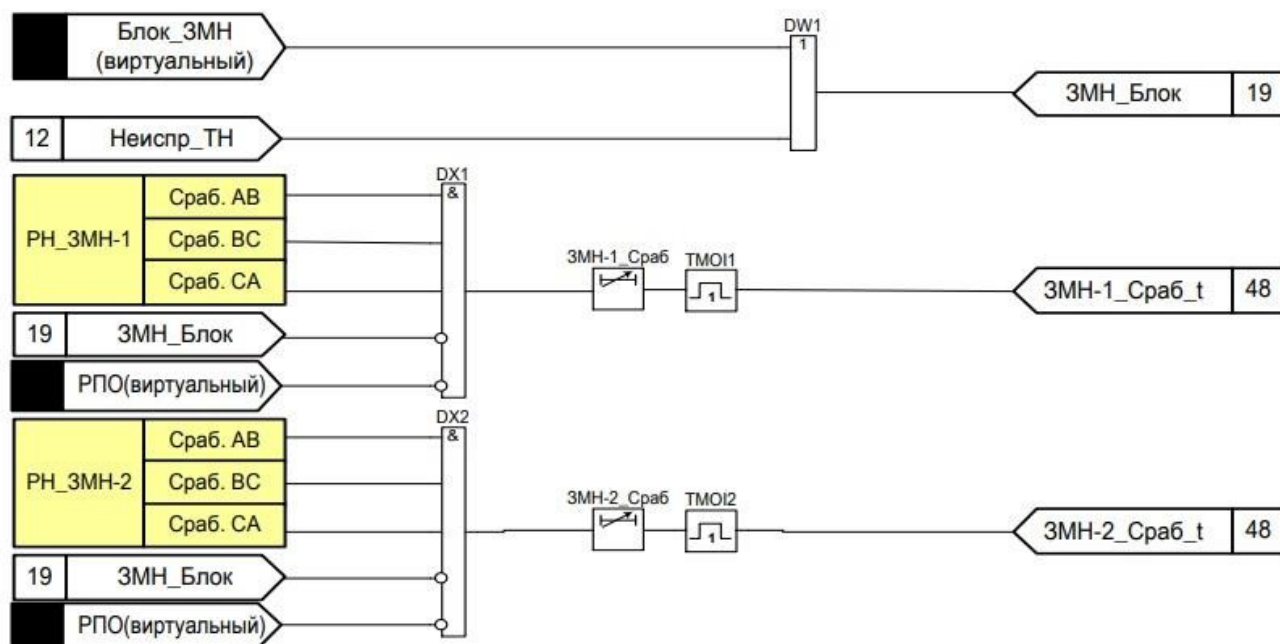 Блок_ЗМН
(виртуальный)
DW1
1
ЗМН_Блок 19
12 Неиспр_ТН
DX1
&
РН_ЗМН-1
Сраб. АВ
Сраб. ВС
Сраб. СА
ЗМН-1_Сраб TMOI1
1
ЗМН-1_Сраб_t 48
19 ЗМН_Блок
РПО(виртуальный)
DX2
&
РН_ЗМН-2
Сраб. АВ
Сраб. ВС
Сраб. СА
ЗМН-2_Сраб TMOI2
1
ЗМН-2_Сраб_t 48
19 ЗМН_Блок
РПО(виртуальный)